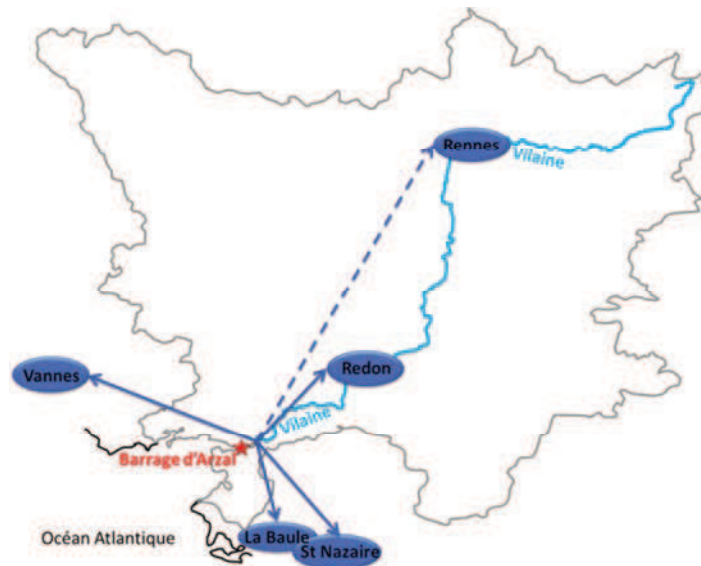 Rennes
Vilaine
Redon
Vannes
Vilaine
Barrage d'Arzal
La Baule
St Nazaire
Océan Atlantique